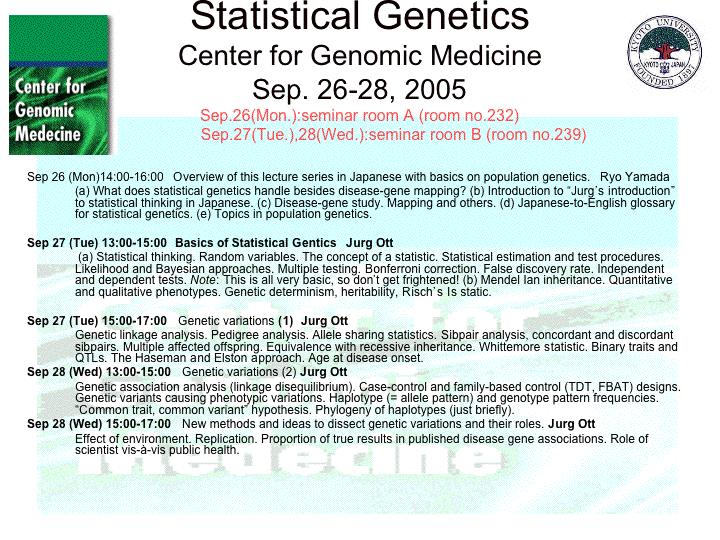 Statistical Genetics
Center for Genomic Medicine
Sep. 26-28, 2005
Sep.26(Mon.):seminar room A (room no.232)
Sep.27(Tue.),28(Wed.):seminar room B (room no.239)
Center for
Genomic
Medecine
KYOTO UNIVERSITY
KYOTO JAPAN
FOUNDED 1897
Sep 26 (Mon)14:00-16:00 Overview of this lecture series in Japanese with basics on population genetics. Ryo Yamada
(a) What does statistical genetics handle besides disease-gene mapping? (b) Introduction to “Jurg´s introduction”
to statistical thinking in Japanese. (c) Disease-gene study. Mapping and others. (d) Japanese-to-English glossary
for statistical genetics. (e) Topics in population genetics.
Sep 27 (Tue) 13:00-15:00 Basics of Statistical Gentics Jurg Ott
(a) Statistical thinking. Random variables. The concept of a statistic. Statistical estimation and test procedures.
Likelihood and Bayesian approaches. Multiple testing. Bonferroni correction. False discovery rate. Independent
and dependent tests. Note: This is all very basic, so don’t get frightened! (b) Mendel Ian inheritance. Quantitative
and qualitative phenotypes. Genetic determinism, heritability, Risch´s ls static.
Sep 27 (Tue) 15:00-17:00 Genetic variations (1) Jurg Ott
Genetic linkage analysis. Pedigree analysis. Allele sharing statistics. Sibpair analysis, concordant and discordant
sibpairs. Multiple affected offspring. Equivalence with recessive inheritance. Whittemore statistic. Binary traits and
QTLs. The Haseman and Elston approach. Age at disease onset.
Sep 28 (Wed) 13:00-15:00 Genetic variations (2) Jurg Ott
Genetic association analysis (linkage disequilibrium). Case-control and family-based control (TDT, FBAT) designs.
Genetic variants causing phenotypic variations. Haplotype (= allele pattern) and genotype pattern frequencies.
“Common trait, common variant” hypothesis. Phylogeny of haplotypes (just briefly).
Sep 28 (Wed) 15:00-17:00 New methods and ideas to dissect genetic variations and their roles. Jurg Ott
Effect of environment. Replication. Proportion of true results in published disease gene associations. Role of
scientist vis-à-vis public health.
Medecine